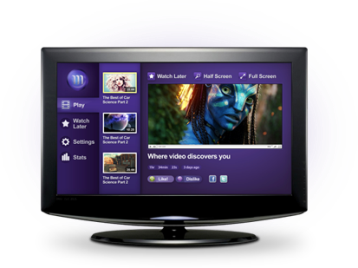 Watch Later
Half Screen
Full Screen
Play
The Best of Car
Science Part 2
Watch
Later
The Best of Car
Science Part 2
Settings
Stats
The Best of Car
Science Part 2
Where video discovers you
Like!
Dislike